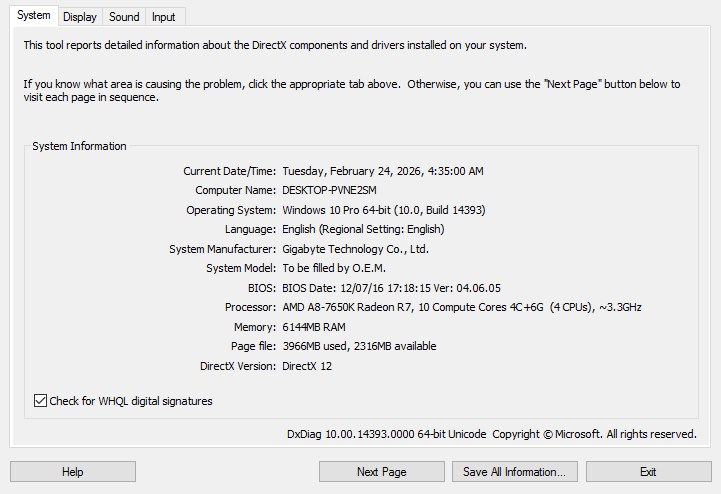 System Display Sound Input
This tool reports detailed information about the DirectX components and drivers installed on your system.
If you know what area is causing the problem, click the appropriate tab above.  Otherwise, you can use the "Next Page" button below to
visit each page in sequence.
System Information
Current Date/Time: Tuesday, February 24, 2026, 4:35:00 AM
Computer Name: DESKTOP-PVNE2SM
Operating System: Windows 10 Pro 64-bit (10.0, Build 14393)
Language: English (Regional Setting: English)
System Manufacturer: Gigabyte Technology Co., Ltd.
System Model: To be filled by O.E.M.
BIOS: BIOS Date: 12/07/16 17:18:15 Ver: 04.06.05
Processor: AMD A8-7650K Radeon R7, 10 Compute Cores 4C+6G  (4 CPUs), ~3.3GHz
Memory: 6144MB RAM
Page file: 3966MB used, 2316MB available
DirectX Version: DirectX 12
Check for WHQL digital signatures
DxDiag 10.00.14393.0000 64-bit Unicode  Copyright © Microsoft. All rights reserved.
Help Next Page Save All Information... Exit